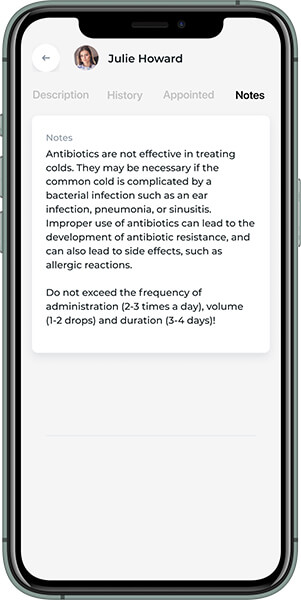 Julie Howard
Description History Appointed Notes
Notes
Antibiotics are not effective in treating
colds. They may be necessary if the
common cold is complicated by a
bacterial infection such as an ear
infection, pneumonia, or sinusitis.
Improper use of antibiotics can lead to the
development of antibiotic resistance, and
can also lead to side effects, such as
allergic reactions.
Do not exceed the frequency of
administration (2-3 times a day), volume
(1-2 drops) and duration (3-4 days)!